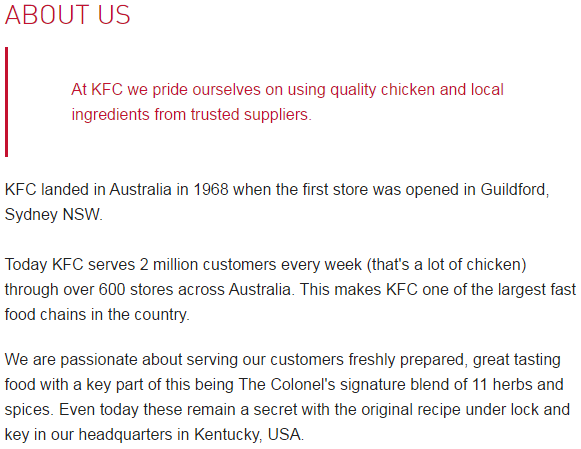 ABOUT US
At KFC we pride ourselves on using quality chicken and local
ingredients from trusted suppliers.
KFC landed in Australia in 1968 when the first store was opened in Guildford,
Sydney NSW.
Today KFC serves 2 million customers every week (that's a lot of chicken)
through over 600 stores across Australia. This makes KFC one of the largest fast
food chains in the country.
We are passionate about serving our customers freshly prepared, great tasting
food with a key part of this being The Colonel's signature blend of 11 herbs and
spices. Even today these remain a secret with the original recipe under lock and
key in our headquarters in Kentucky, USA.